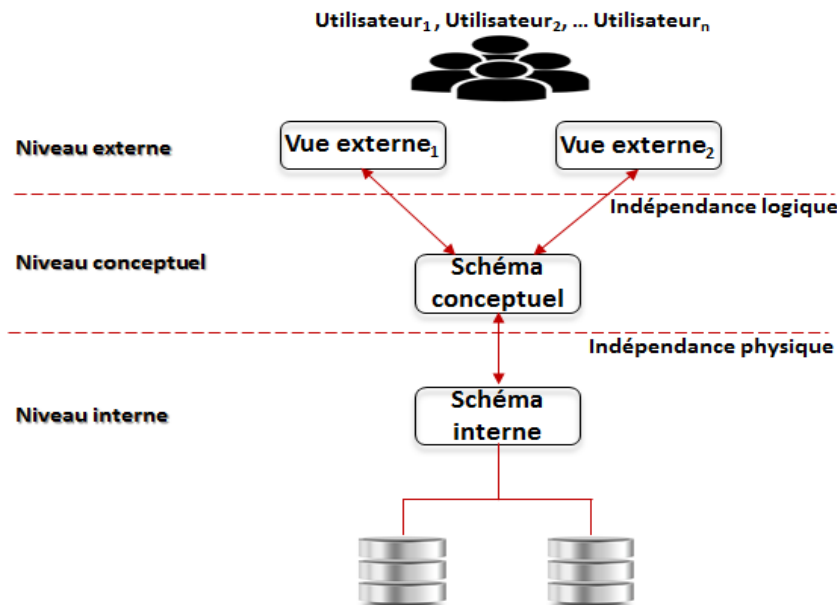 Utilisateur₁ , Utilisateur₂, ... Utilisateurₙ
Niveau externe
Vue externe₁
Vue externe₂
Indépendance logique
Niveau conceptuel
Schéma
conceptuel
Indépendance physique
Niveau interne
Schéma
interne